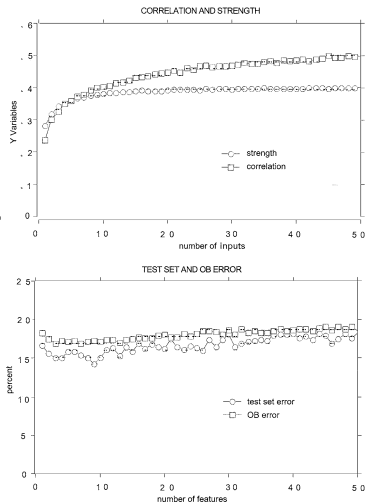 CORRELATION AND STRENGTH
. 6
. 5
. 4
. 3
. 2
. 1
0
Y Variables
strength
correlation
0 1 0 2 0 3 0 4 0 5 0
number of inputs
TEST SET AND OB ERROR
2 5
2 0
1 5
1 0
5
0
percent
test set error
OB error
0 1 0 2 0 3 0 4 0 5 0
number of features